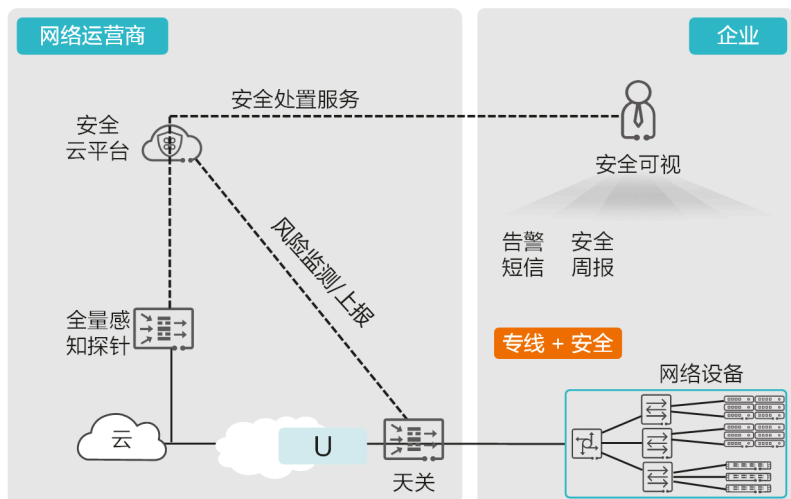 网络运营商
企业
安全处置服务
安全
云平台
安全可视
风险监测/上报
告警
短信
安全
周报
全量感
知探针
专线 + 安全
网络设备
云
U
天关